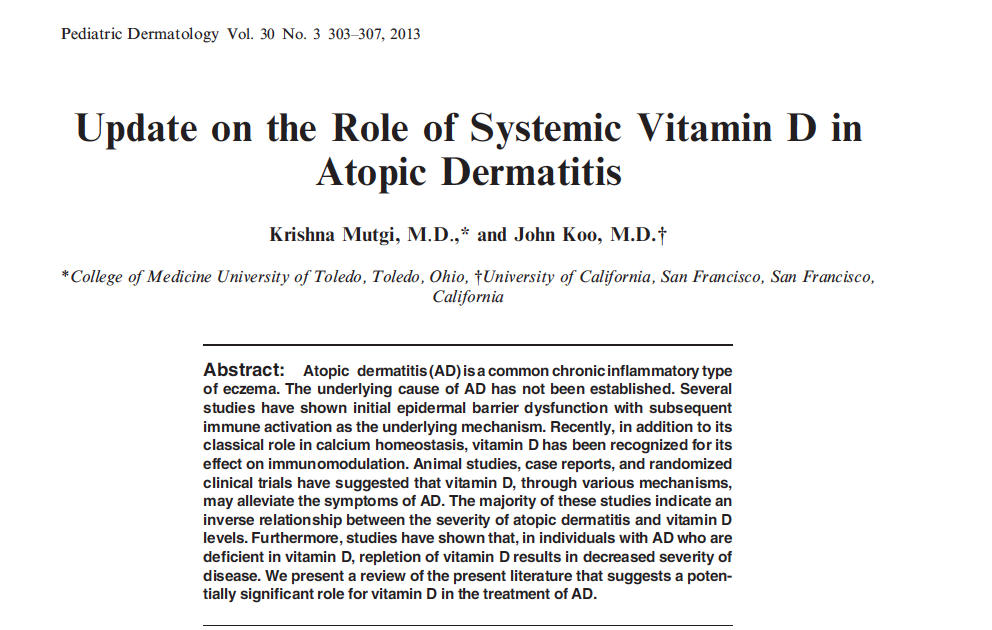 Pediatric Dermatology Vol. 30 No. 3 303–307, 2013
Update on the Role of Systemic Vitamin D in
Atopic Dermatitis
Krishna Mutgi, M.D.,* and John Koo, M.D.†
*College of Medicine University of Toledo, Toledo, Ohio, †University of California, San Francisco, San Francisco,
California
Abstract: Atopic dermatitis (AD) is a common chronic inflammatory type
of eczema. The underlying cause of AD has not been established. Several
studies have shown initial epidermal barrier dysfunction with subsequent
immune activation as the underlying mechanism. Recently, in addition to its
classical role in calcium homeostasis, vitamin D has been recognized for its
effect on immunomodulation. Animal studies, case reports, and randomized
clinical trials have suggested that vitamin D, through various mechanisms,
may alleviate the symptoms of AD. The majority of these studies indicate an
inverse relationship between the severity of atopic dermatitis and vitamin D
levels. Furthermore, studies have shown that, in individuals with AD who are
deficient in vitamin D, repletion of vitamin D results in decreased severity of
disease. We present a review of the present literature that suggests a poten-
tially significant role for vitamin D in the treatment of AD.